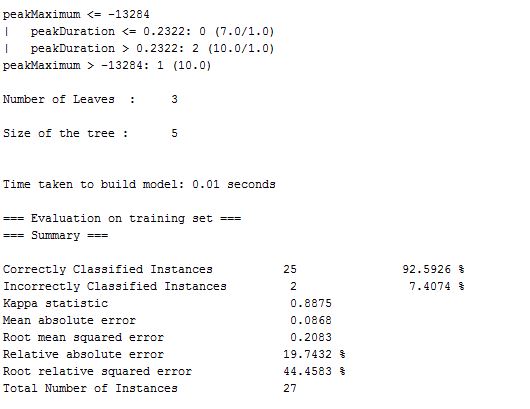 peakMaximum <= -13284
|   peakDuration <= 0.2322: 0 (7.0/1.0)
|   peakDuration > 0.2322: 2 (10.0/1.0)
peakMaximum > -13284: 1 (10.0)
Number of Leaves  :     3
Size of the tree :      5
Time taken to build model: 0.01 seconds
=== Evaluation on training set ===
=== Summary ===
Correctly Classified Instances          25               92.5926 %
Incorrectly Classified Instances         2                7.4074 %
Kappa statistic                          0.8875
Mean absolute error                      0.0868
Root mean squared error                  0.2083
Relative absolute error                 19.7432 %
Root relative squared error             44.4583 %
Total Number of Instances               27